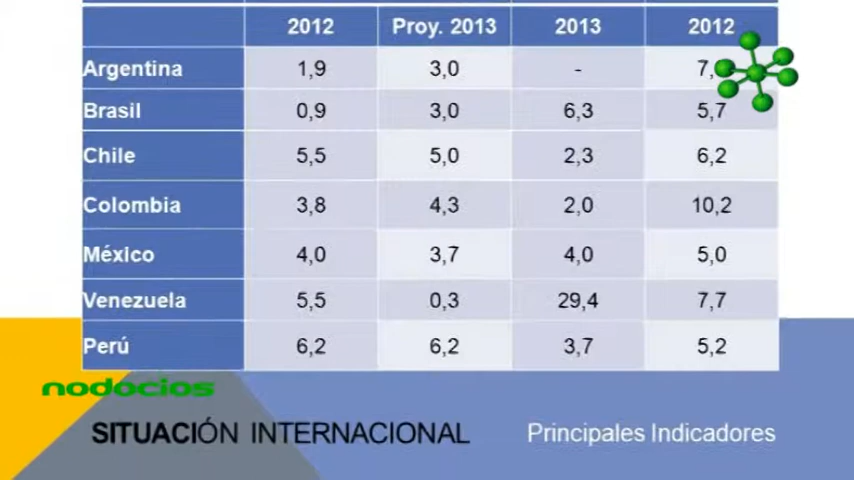 2012 Proy. 2013 2013 2012
Argentina 1,9 3,0 - 7,
Brasil 0,9 3,0 6,3 5,7
Chile 5,5 5,0 2,3 6,2
Colombia 3,8 4,3 2,0 10,2
México 4,0 3,7 4,0 5,0
Venezuela 5,5 0,3 29,4 7,7
Perú 6,2 6,2 3,7 5,2
nodocios
SITUACIÓN INTERNACIONAL Principales Indicadores